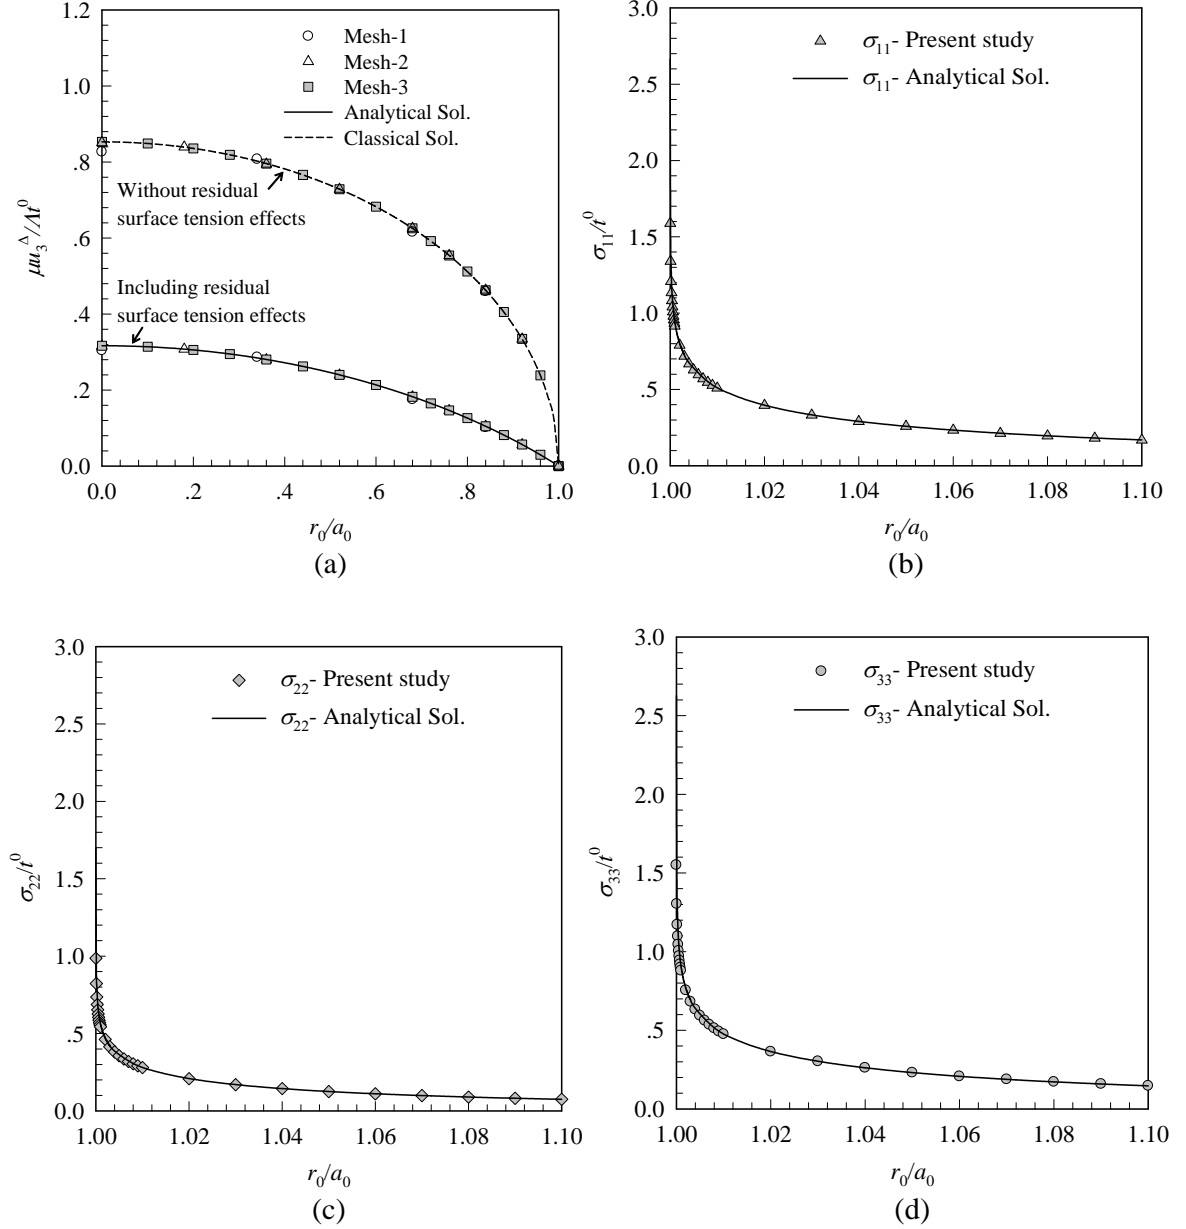 1.2
1.0
.8
.6
.4
.2
0.0
μu₃^Δ/Λt⁰
Mesh-1
Mesh-2
Mesh-3
Analytical Sol.
Classical Sol.
Without residual
surface tension effects
Including residual
surface tension effects
0.0 .2 .4 .6 .8 1.0
r₀/a₀
(a)
3.0
2.5
2.0
1.5
1.0
.5
0.0
σ₁₁/t⁰
σ₁₁- Present study
σ₁₁- Analytical Sol.
1.00 1.02 1.04 1.06 1.08 1.10
r₀/a₀
(b)
3.0
2.5
2.0
1.5
1.0
.5
0.0
σ₂₂/t⁰
σ₂₂- Present study
σ₂₂- Analytical Sol.
1.00 1.02 1.04 1.06 1.08 1.10
r₀/a₀
(c)
3.0
2.5
2.0
1.5
1.0
.5
0.0
σ₃₃/t⁰
σ₃₃- Present study
σ₃₃- Analytical Sol.
1.00 1.02 1.04 1.06 1.08 1.10
r₀/a₀
(d)